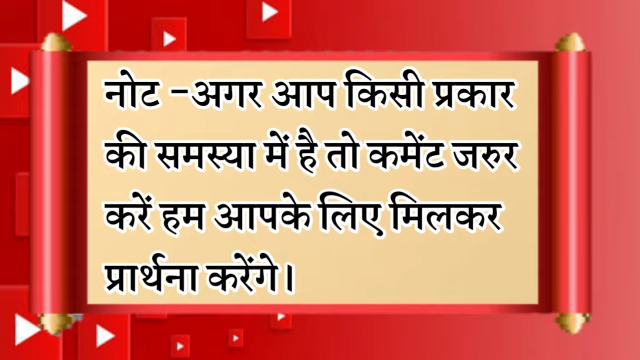 नोट -अगर आप किसी प्रकार
की समस्या में है तो कमेंट जरुर
करें हम आपके लिए मिलकर
प्रार्थना करेंगे।